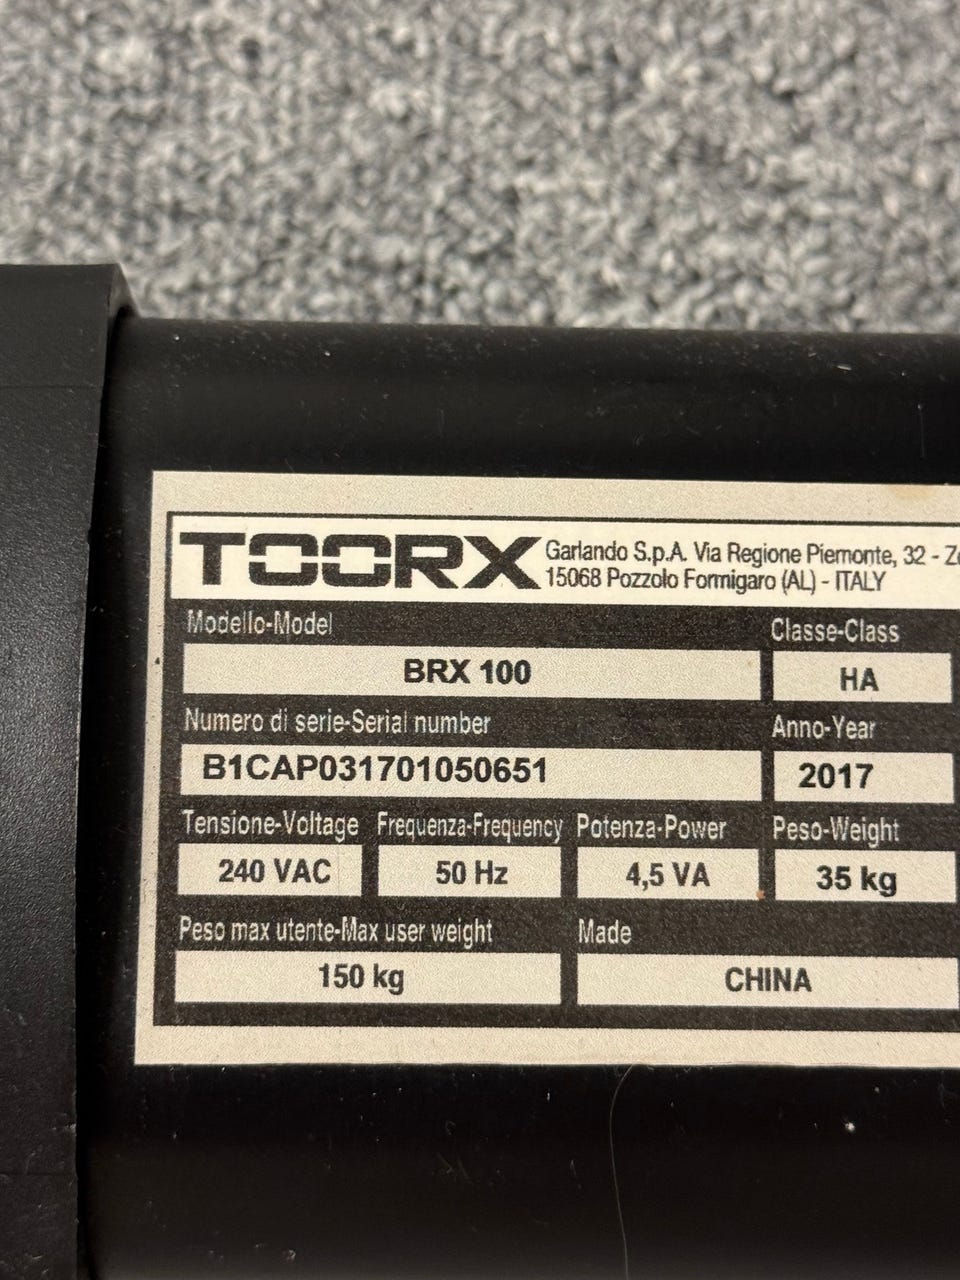 TOORX Garlando S.p.A. Via Regione Piemonte, 32 -
15068 Pozzolo Formigaro (AL) - ITALY
Modello-Model Classe-Class
BRX 100 HA
Numero di serie-Serial number Anno-Year
B1CAP031701050651 2017
Tensione-Voltage Frequenza-Frequency Potenza-Power Peso-Weight
240 VAC 50 Hz 4,5 VA 35 kg
Peso max utente-Max user weight Made
150 kg CHINA